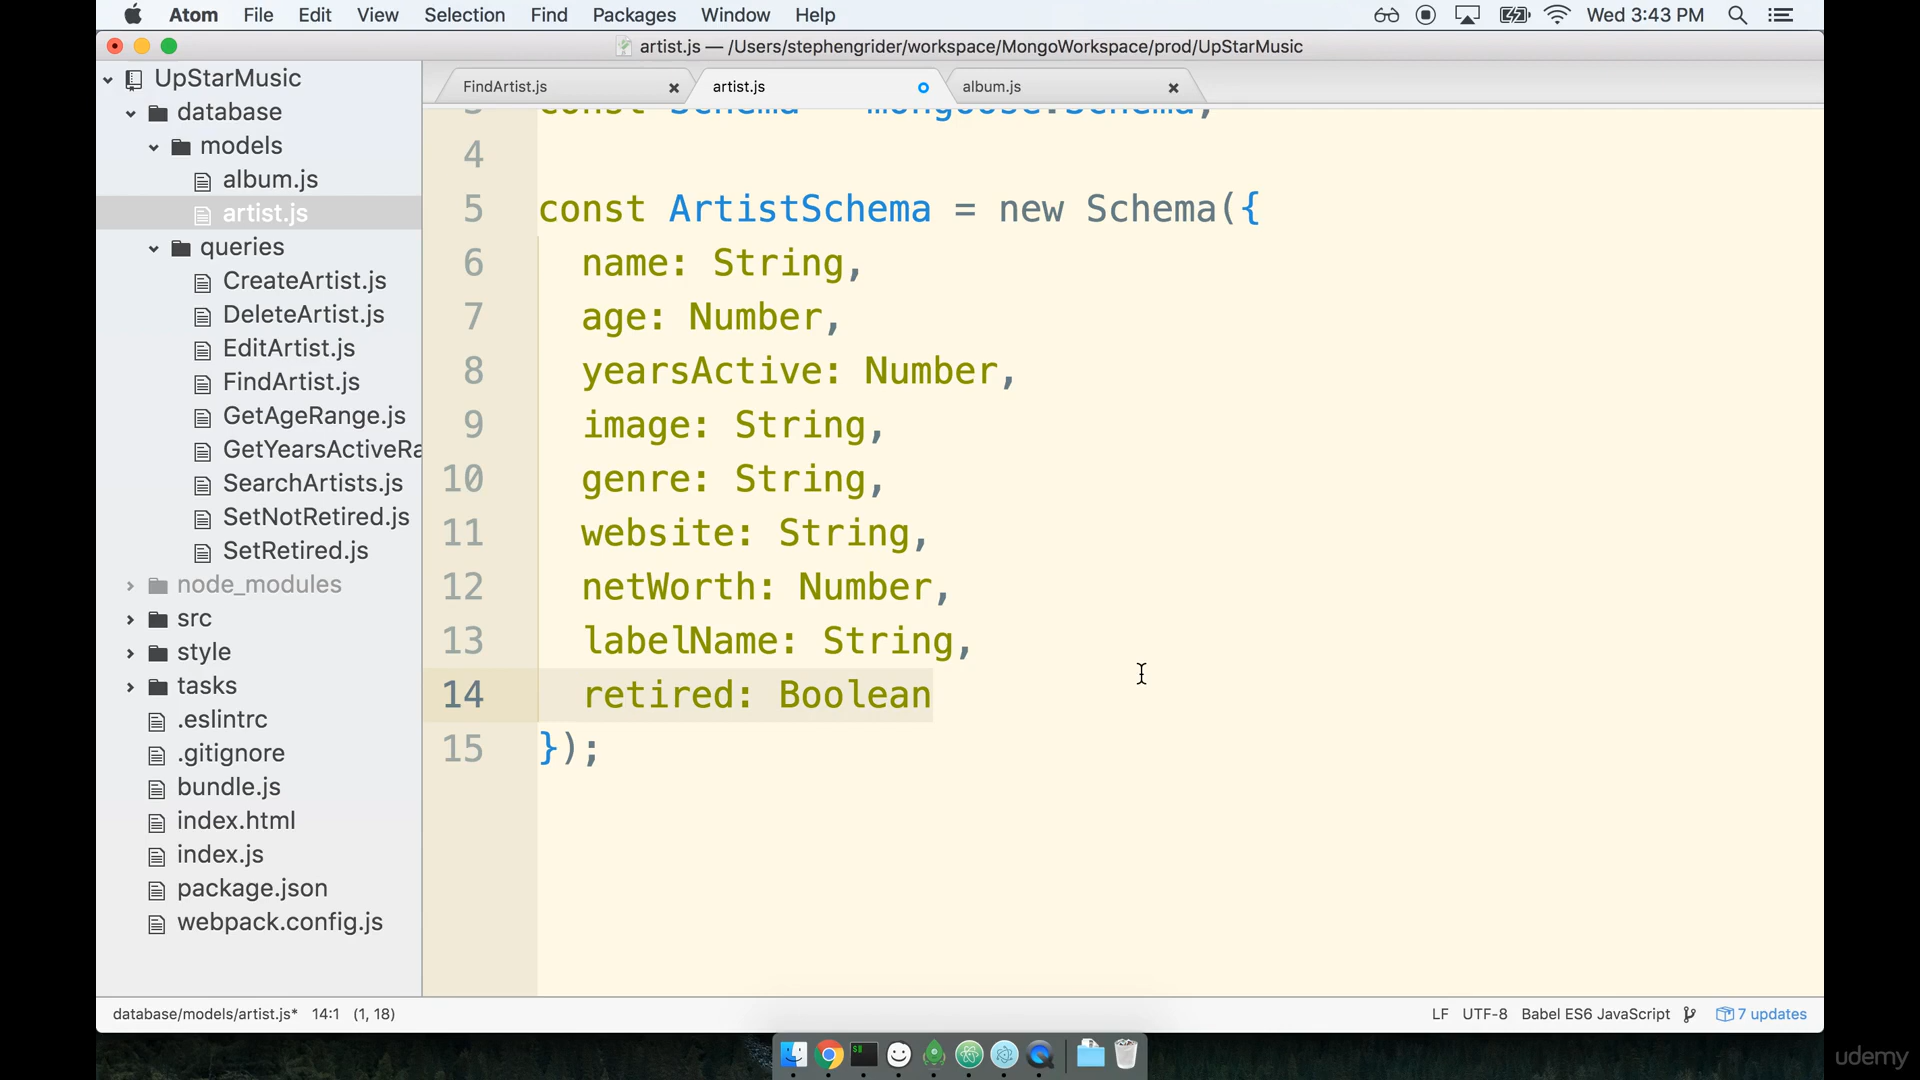 Atom File Edit View Selection Find Packages Window Help Wed 3:43 PM
artist.js — /Users/stephengrider/workspace/MongoWorkspace/prod/UpStarMusic
UpStarMusic
database
models
album.js
artist.js
queries
CreateArtist.js
DeleteArtist.js
EditArtist.js
FindArtist.js
GetAgeRange.js
GetYearsActiveRa
SearchArtists.js
SetNotRetired.js
SetRetired.js
node_modules
src
style
tasks
.eslintrc
.gitignore
bundle.js
index.html
index.js
package.json
webpack.config.js
FindArtist.js artist.js album.js
3 const Schema = mongoose.Schema;
4
5 const ArtistSchema = new Schema({
6 name: String,
7 age: Number,
8 yearsActive: Number,
9 image: String,
10 genre: String,
11 website: String,
12 netWorth: Number,
13 labelName: String,
14 retired: Boolean
15 });
database/models/artist.js* 14:1 (1, 18) LF UTF-8 Babel ES6 JavaScript 7 updates
udemy